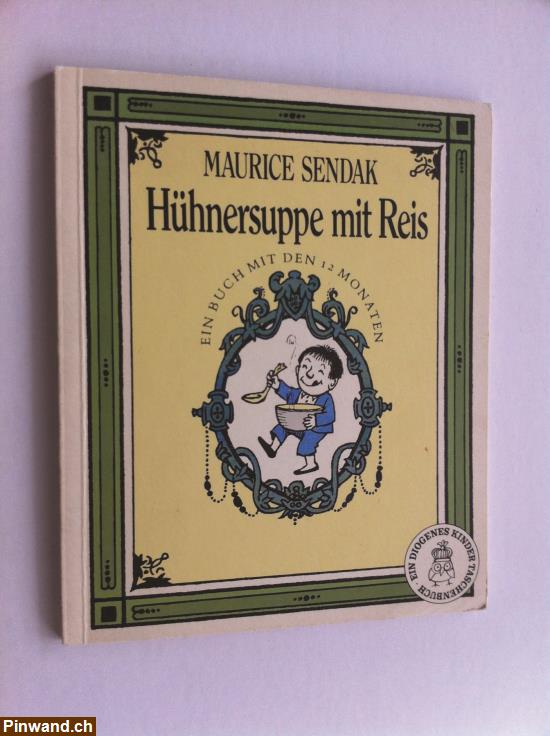 MAURICE SENDAK
Hühnersuppe mit Reis
EIN BUCH MIT DEN 12 MONATEN
· EIN DIOGENES KINDER TASCHENBUCH
Pinwand.ch